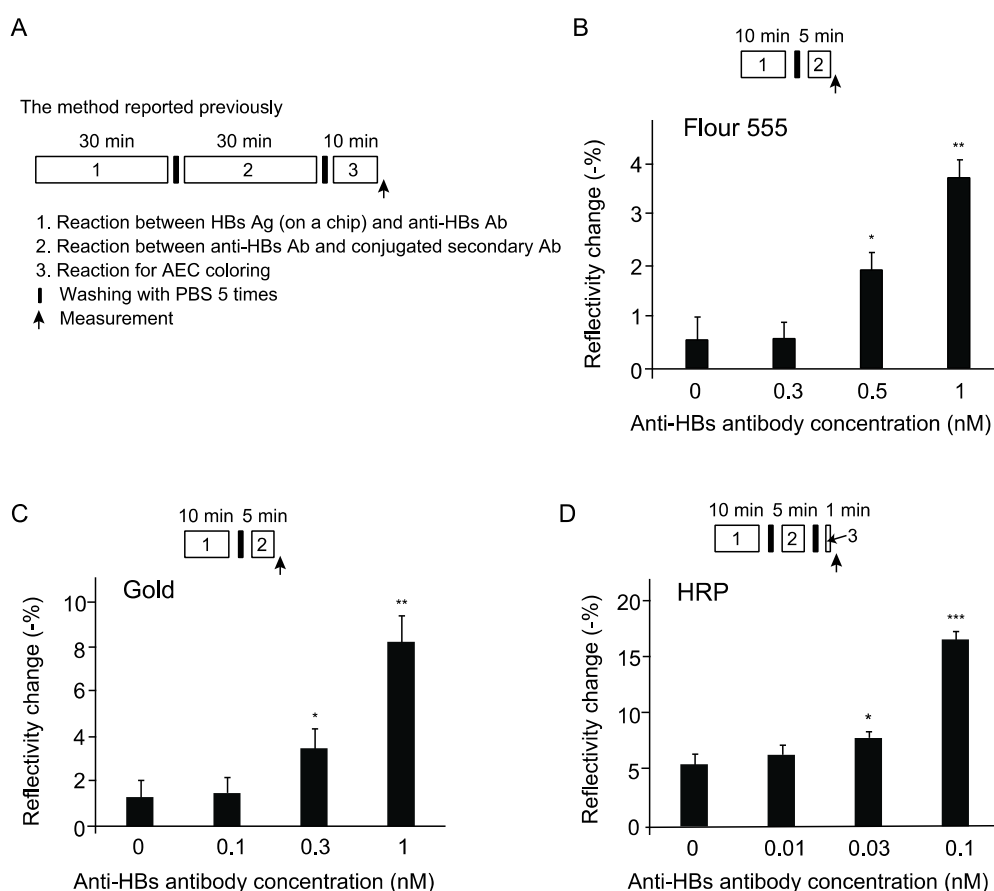 A
The method reported previously
30 min 30 min 10 min
1 2 3
1. Reaction between HBs Ag (on a chip) and anti-HBs Ab
2. Reaction between anti-HBs Ab and conjugated secondary Ab
3. Reaction for AEC coloring
Washing with PBS 5 times
Measurement
B
10 min 5 min
1 2
Flour 555
Reflectivity change (-%)
4
3
2
1
0
*
**
0 0.3 0.5 1
Anti-HBs antibody concentration (nM)
C
10 min 5 min
1 2
Gold
Reflectivity change (-%)
10
8
6
4
2
0
*
**
0 0.1 0.3 1
Anti-HBs antibody concentration (nM)
D
10 min 5 min 1 min
1 2 3
HRP
Reflectivity change (-%)
20
15
10
5
0
*
***
0 0.01 0.03 0.1
Anti-HBs antibody concentration (nM)